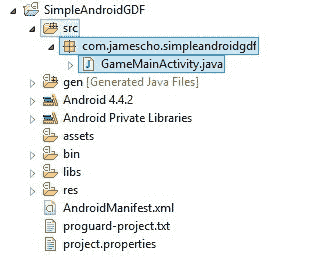 SimpleAndroidGDF
src
com.jamescho.simpleandroidgdf
GameMainActivity.java
gen [Generated Java Files]
Android 4.4.2
Android Private Libraries
assets
bin
libs
res
AndroidManifest.xml
proguard-project.txt
project.properties